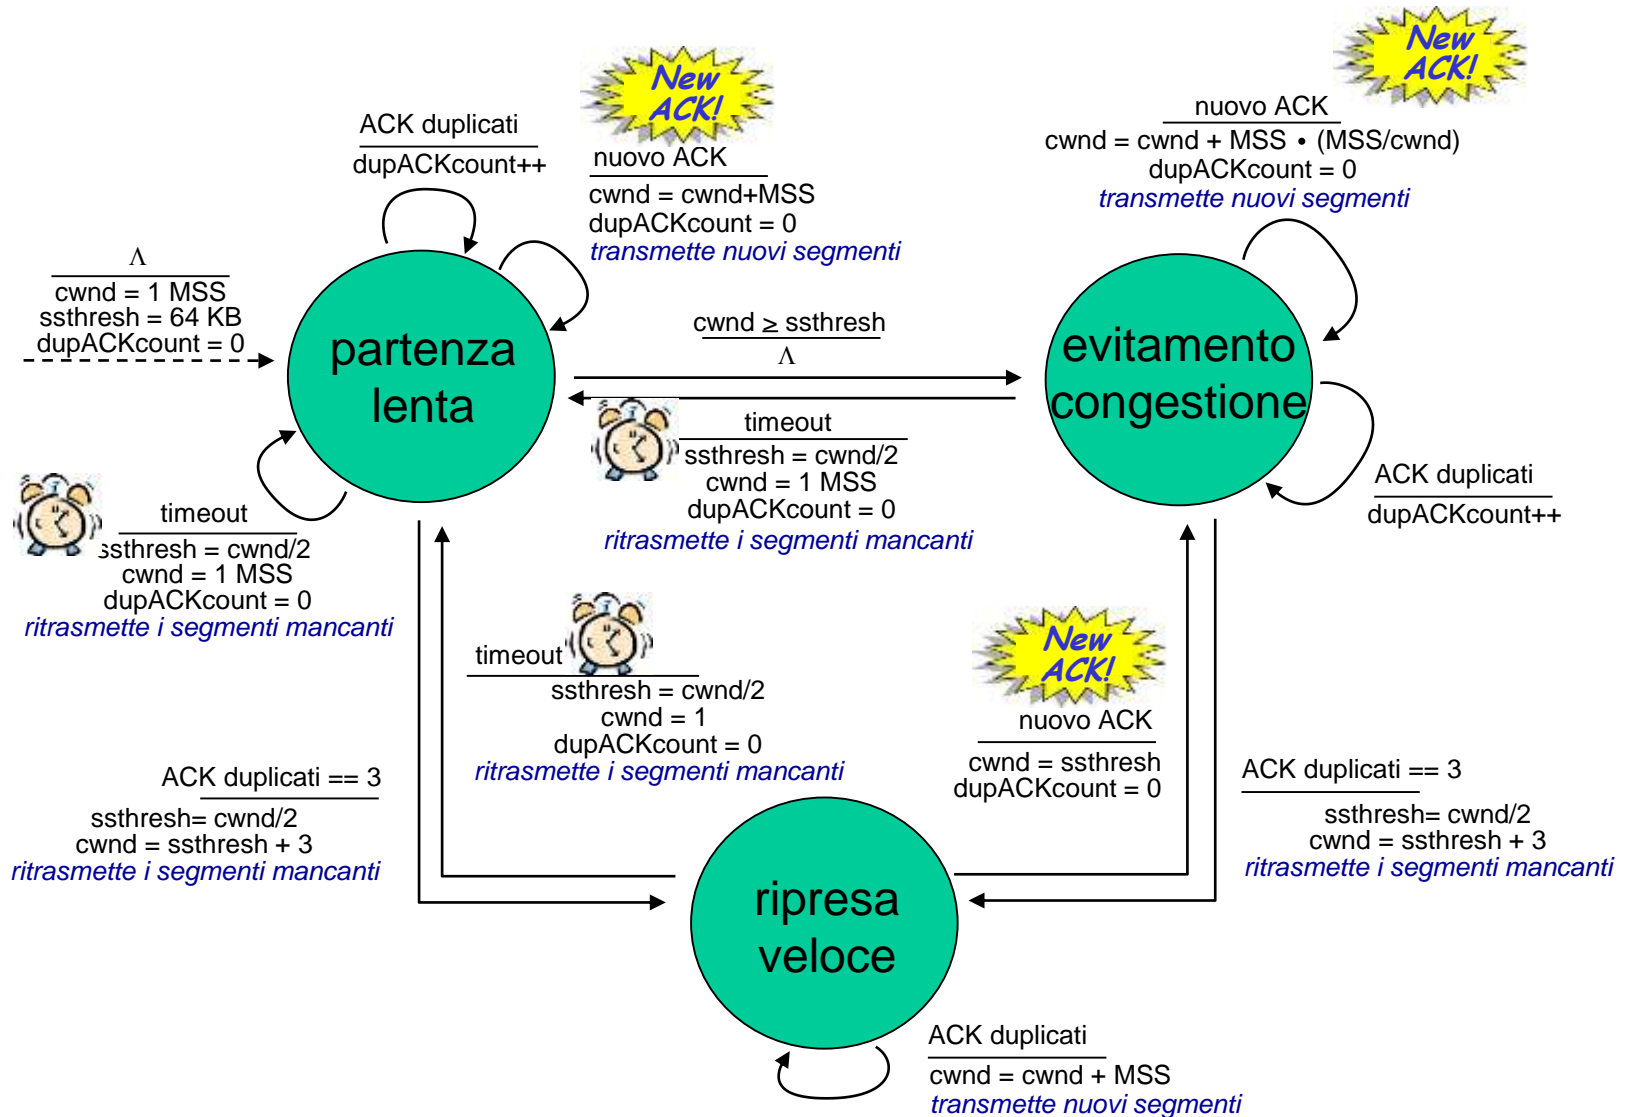 New
ACK!
nuovo ACK
cwnd = cwnd+MSS
dupACKcount = 0
transmette nuovi segmenti
ACK duplicati
dupACKcount++
Λ
cwnd = 1 MSS
ssthresh = 64 KB
dupACKcount = 0
partenza
lenta
timeout
ssthresh = cwnd/2
cwnd = 1 MSS
dupACKcount = 0
ritrasmette i segmenti mancanti
cwnd ≥ ssthresh
Λ
timeout
ssthresh = cwnd/2
cwnd = 1 MSS
dupACKcount = 0
ritrasmette i segmenti mancanti
New
ACK!
nuovo ACK
cwnd = cwnd + MSS • (MSS/cwnd)
dupACKcount = 0
transmette nuovi segmenti
evitamento
congestione
ACK duplicati
dupACKcount++
timeout
ssthresh = cwnd/2
cwnd = 1
dupACKcount = 0
ritrasmette i segmenti mancanti
New
ACK!
nuovo ACK
cwnd = ssthresh
dupACKcount = 0
ACK duplicati == 3
ssthresh= cwnd/2
cwnd = ssthresh + 3
ritrasmette i segmenti mancanti
ACK duplicati == 3
ssthresh= cwnd/2
cwnd = ssthresh + 3
ritrasmette i segmenti mancanti
ripresa
veloce
ACK duplicati
cwnd = cwnd + MSS
transmette nuovi segmenti